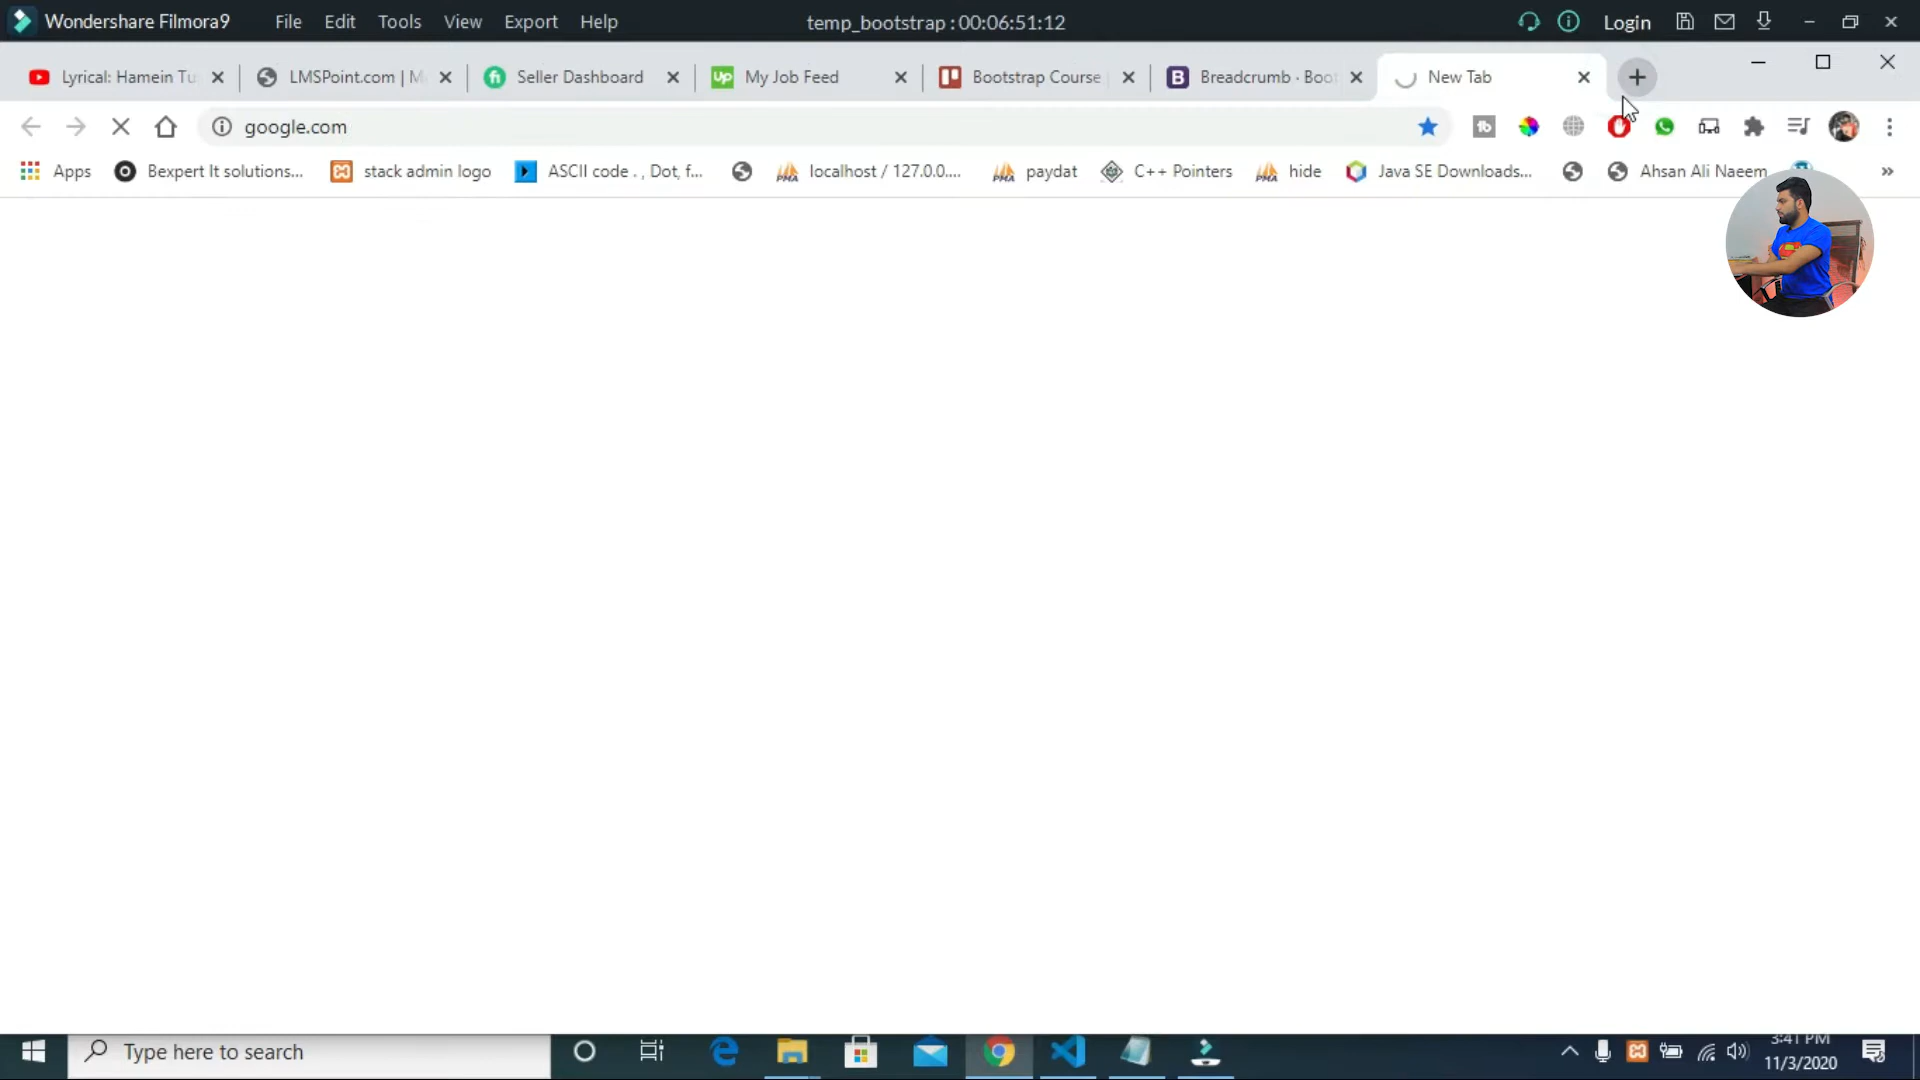 Wondershare Filmora9 File Edit Tools View Export Help temp_bootstrap : 00:06:51:12 Login
Lyrical: Hamein Tu LMSPoint.com | M Seller Dashboard My Job Feed Bootstrap Course Breadcrumb · Boot New Tab
google.com
Apps Bexpert It solutions... stack admin logo ASCII code . , Dot, f... localhost / 127.0.0.... paydat C++ Pointers hide Java SE Downloads... Ahsan Ali Naeem
Type here to search
3:41 PM
11/3/2020